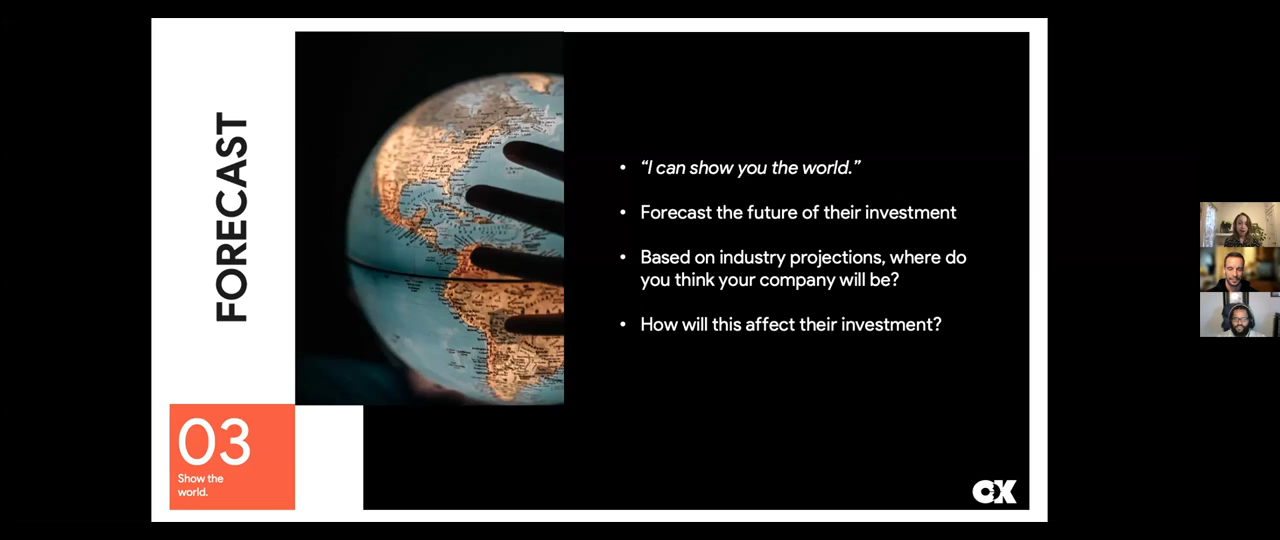 FORECAST
“I can show you the world.”
Forecast the future of their investment
Based on industry projections, where do
you think your company will be?
How will this affect their investment?
03
Show the
world.
OX